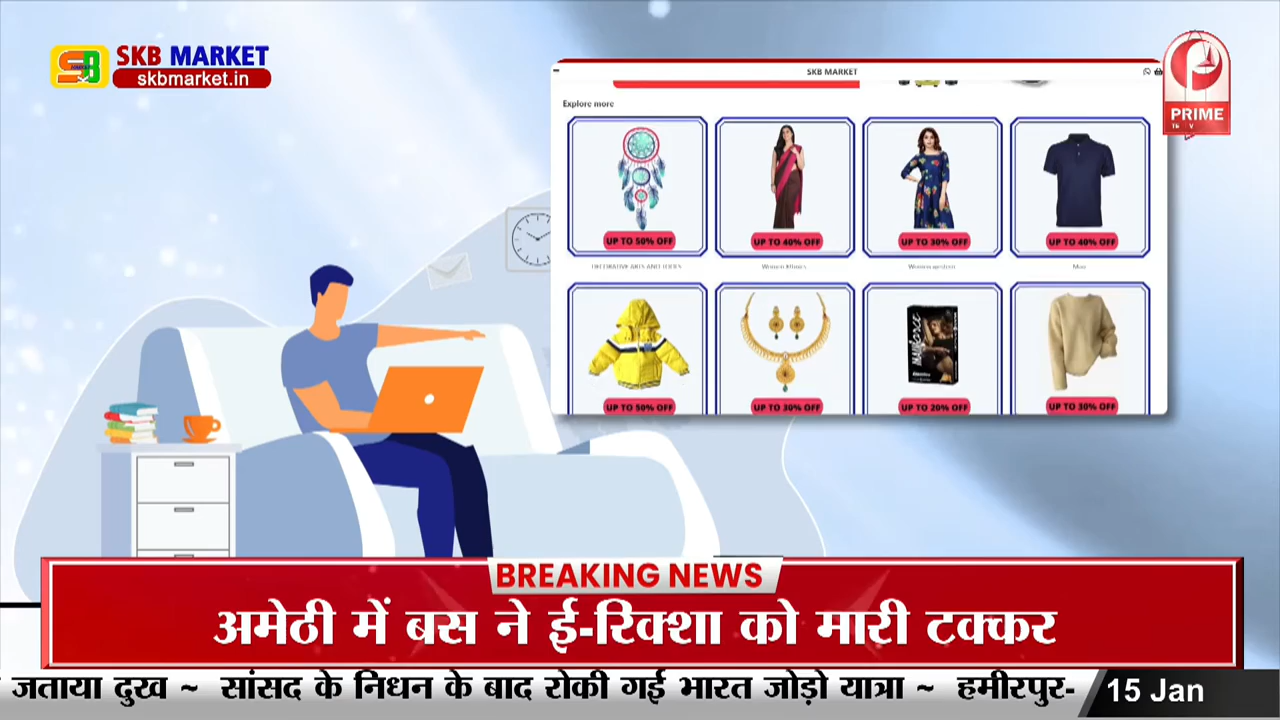 SKB MARKET
skbmarket.in
SKB MARKET
PRIME
Explore more
UP TO 50% OFF
UP TO 40% OFF
UP TO 30% OFF
UP TO 40% OFF
Women Ethnics
Women western
Man
UP TO 50% OFF
UP TO 30% OFF
UP TO 20% OFF
UP TO 30% OFF
BREAKING NEWS
अमेठी में बस ने ई-रिक्शा को मारी टक्कर
जताया दुख ~ सांसद के निधन के बाद रोकी गई भारत जोड़ो यात्रा ~ हमीरपुर-
15 Jan